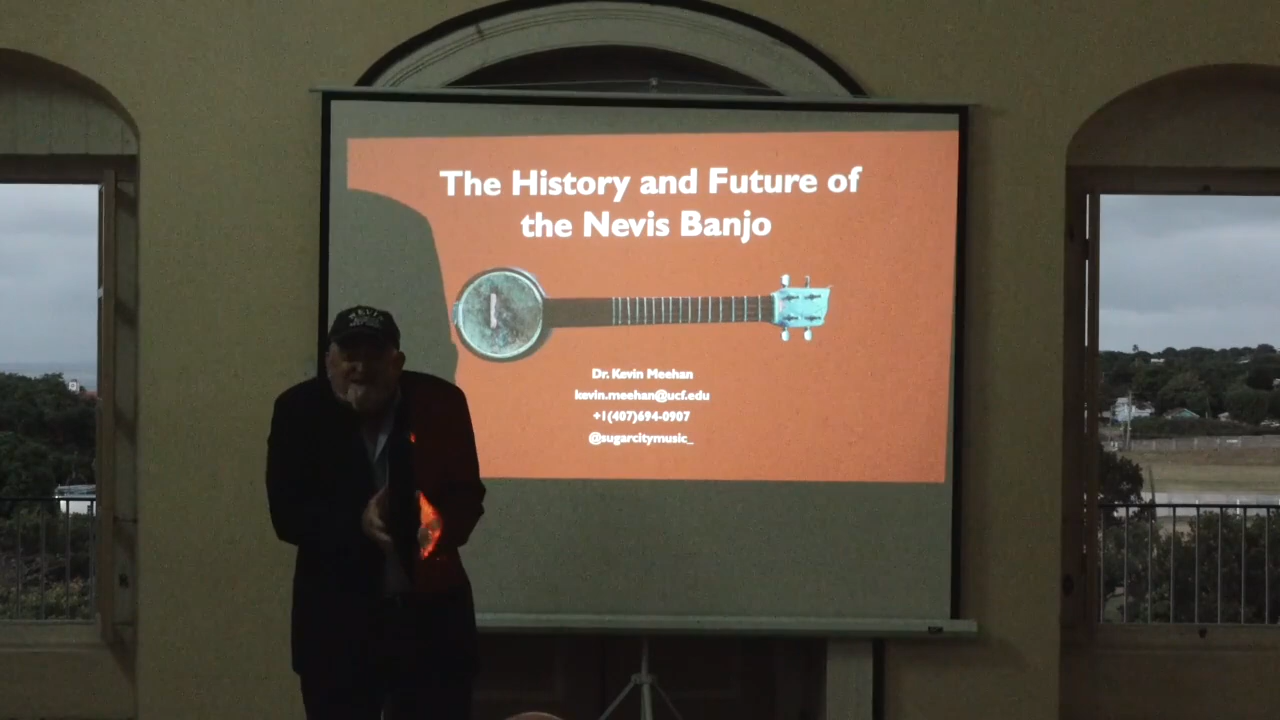 The History and Future of
the Nevis Banjo
Dr. Kevin Meehan
kevin.meehan@ucf.edu
+1(407)694-0907
@sugarcitymusic_
NEVIS